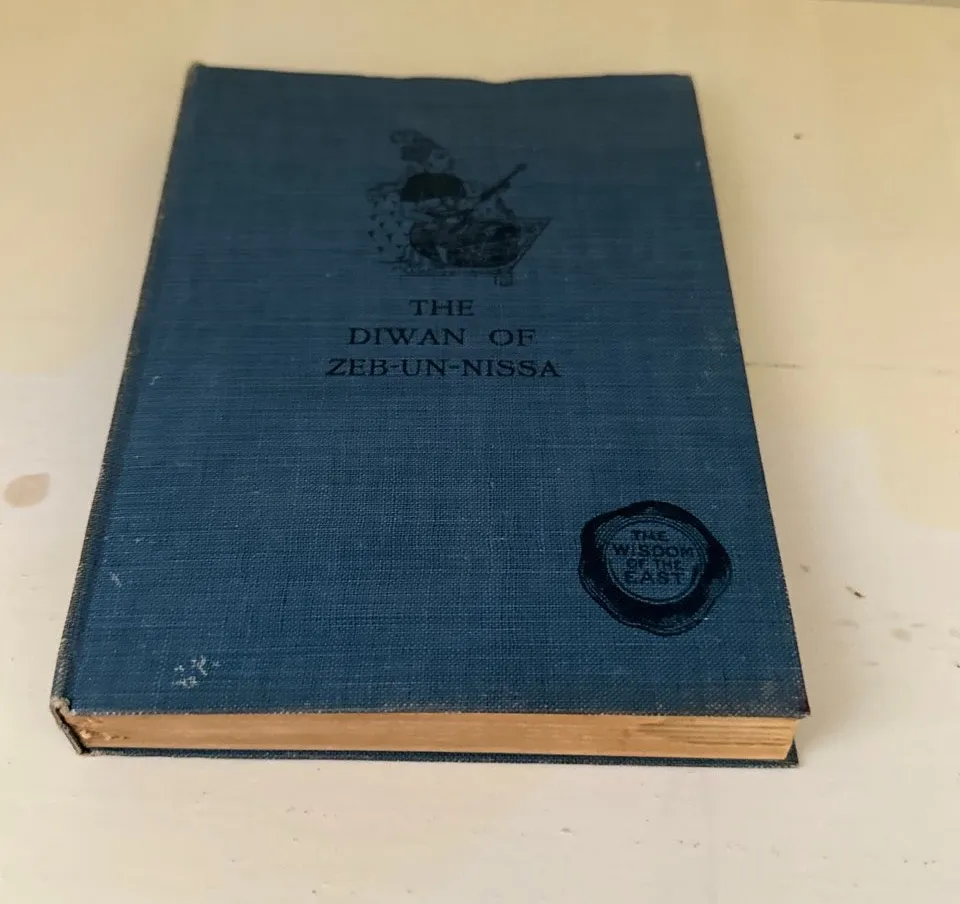 THE
DIWAN OF
ZEB-UN-NISSA
THE
WISDOM
OF THE
EAST